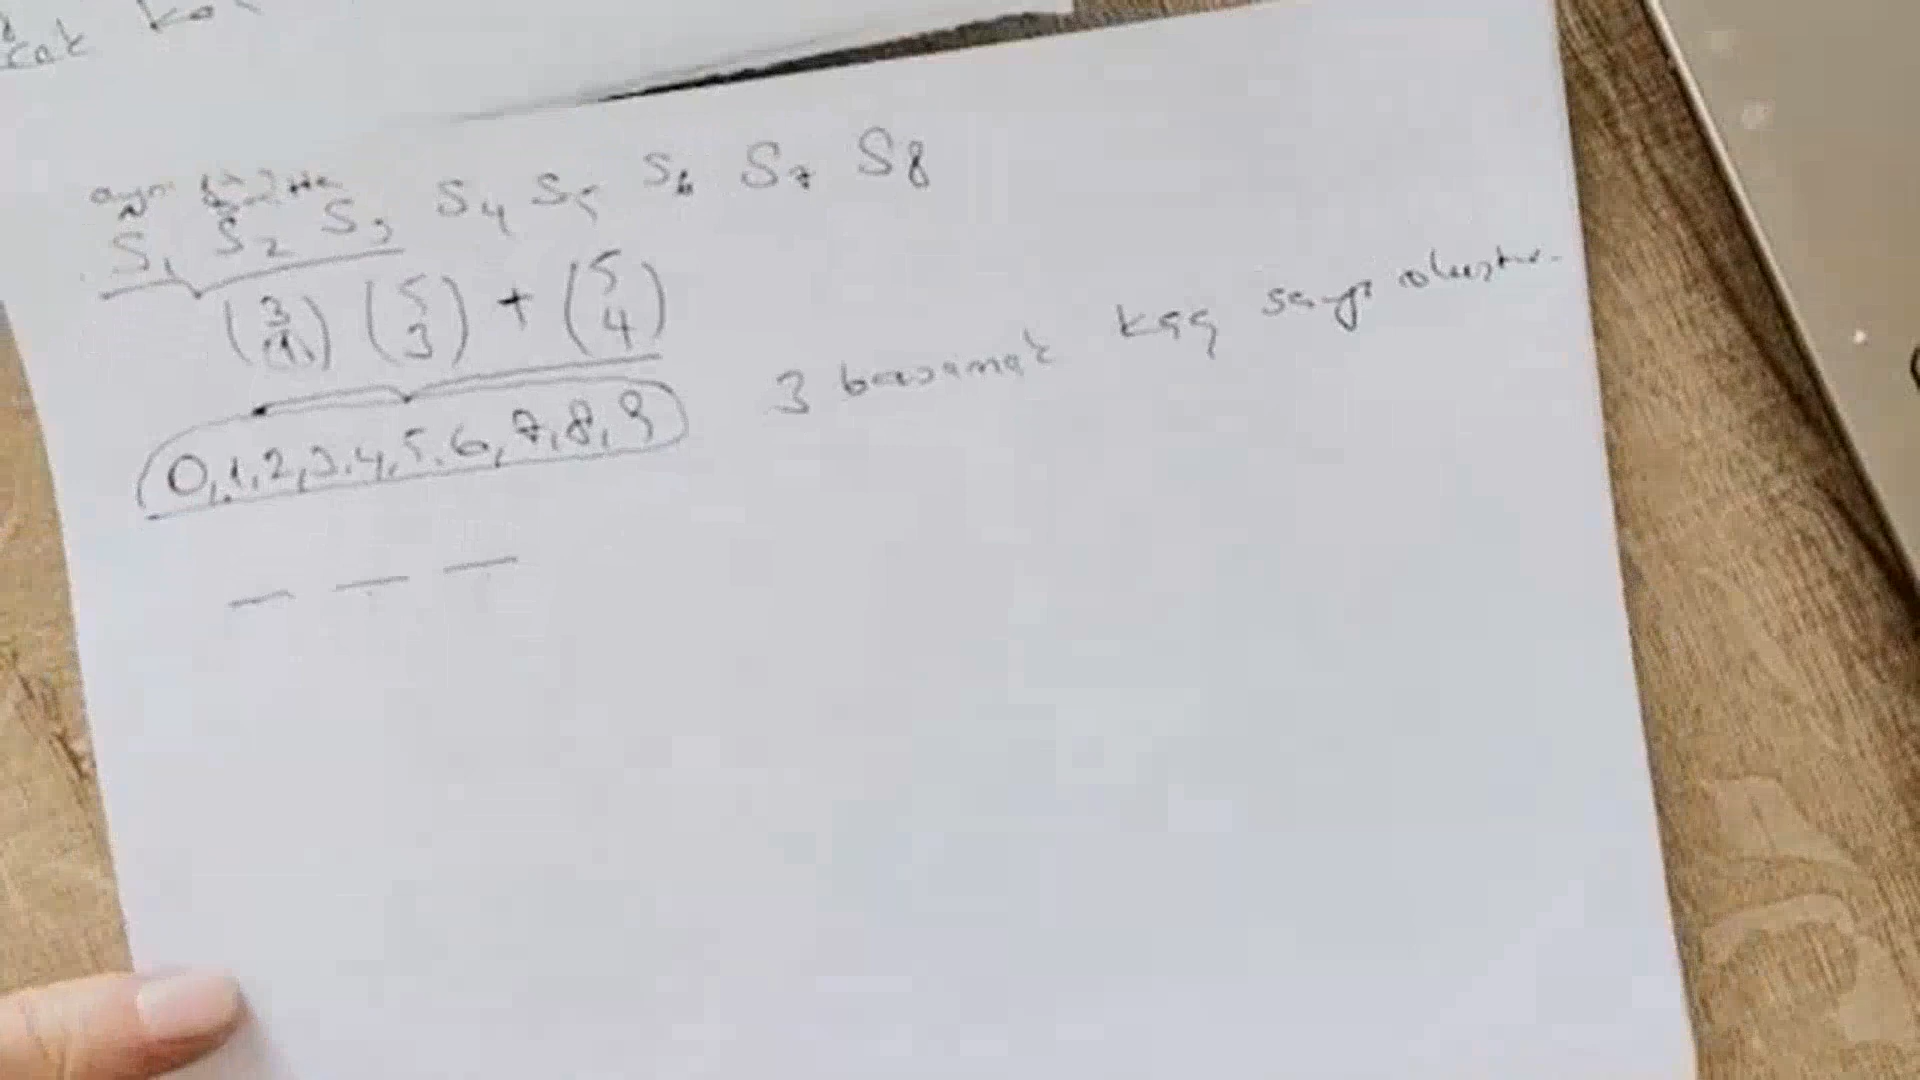 aynı
S1 S2 S3 S4 S5 S6 S7 S8
(3 1) (5 3) + (5 4)
0,1,2,3,4,5,6,7,8,9 3 basamak kaç sayı